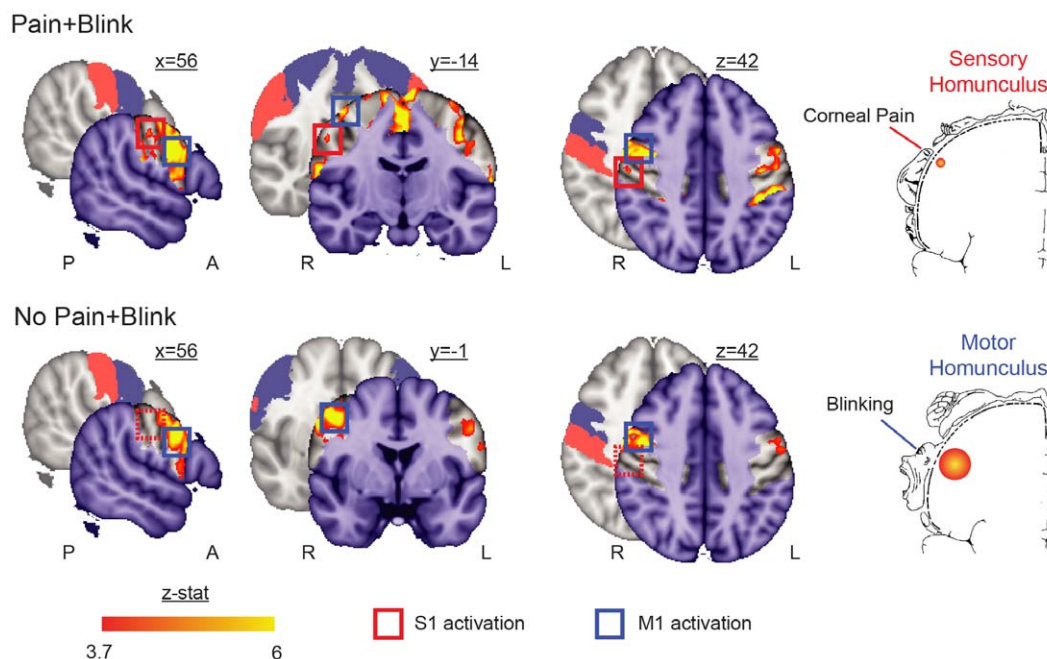 Pain+Blink
x=56
y=-14
z=42
Sensory
Homunculus
Corneal Pain
P A R L R L
No Pain+Blink
x=56
y=-1
z=42
Motor
Homunculus
Blinking
P A R L R L
z-stat
3.7 6
S1 activation
M1 activation